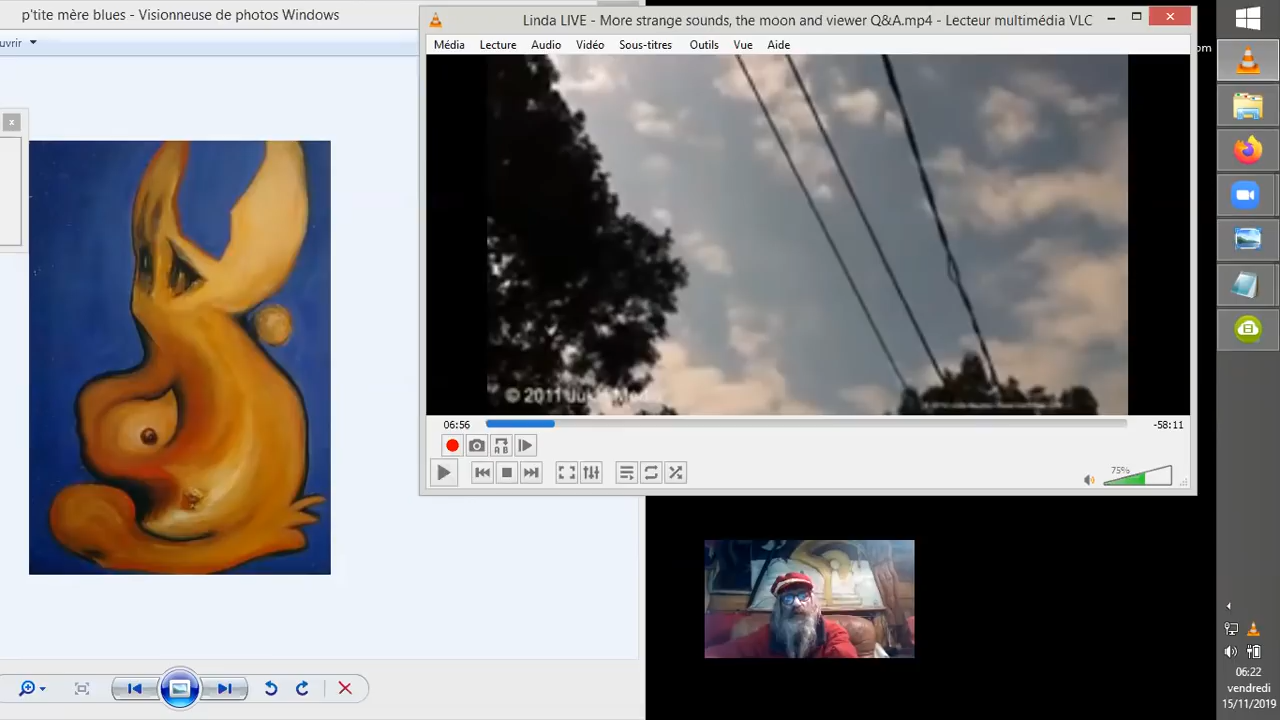 p'tite mère blues - Visionneuse de photos Windows
uvrir
x
Linda LIVE - More strange sounds, the moon and viewer Q&A.mp4 - Lecteur multimédia VLC
Média Lecture Audio Vidéo Sous-titres Outils Vue Aide
om
© 2011
06:56
-58:11
A B
75%
06:22
vendredi
15/11/2019